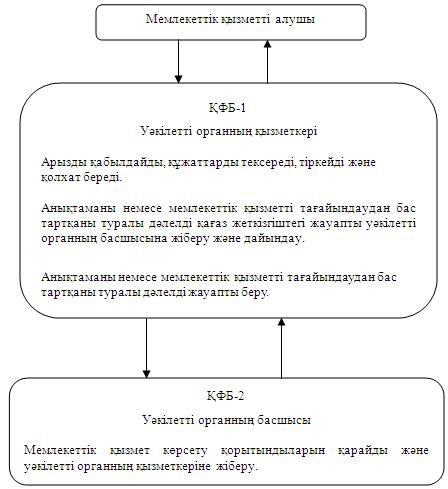 Мемлекеттік қызметті алушы
ҚФБ-1
Уәкілетті органның қызметкері
Арызды қабылдайды, құжаттарды тексереді, тіркейді және
қолхат береді.
Анықтаманы немесе мемлекеттік қызметті тағайындаудан бас
тартқаны туралы дәлелді қағаз жеткізгіштегі жауапты уәкілетті
органның басшысына жіберу және дайындау.
Анықтаманы немесе мемлекеттік қызметті тағайындаудан бас
тартқаны туралы дәлелді жауапты беру.
ҚФБ-2
Уәкілетті органның басшысы
Мемлекеттік қызмет көрсету қорытындыларын қарайды және
уәкілетті органның қызметкеріне жіберу.